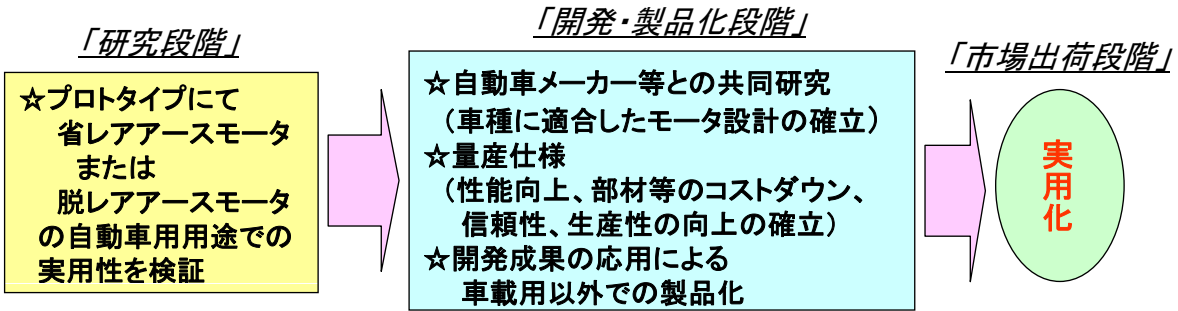 「研究段階」
☆プロトタイプにて
省レアアースモータ
または
脱レアアースモータ
の自動車用用途での
実用性を検証
「開発・製品化段階」
☆自動車メーカー等との共同研究
(車種に適合したモータ設計の確立)
☆量産仕様
(性能向上、部材等のコストダウン、
信頼性、生産性の向上の確立)
☆開発成果の応用による
車載用以外での製品化
「市場出荷段階」
実用化